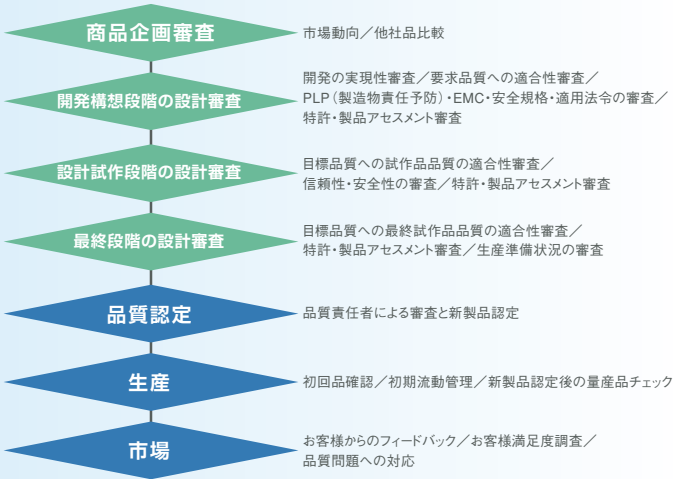 商品企画審査
市場動向／他社品比較
開発構想段階の設計審査
開発の実現性審査／要求品質への適合性審査／
PLP（製造物責任予防）・EMC・安全規格・適用法令の審査／
特許・製品アセスメント審査
設計試作段階の設計審査
目標品質への試作品品質の適合性審査／
信頼性・安全性の審査／特許・製品アセスメント審査
最終段階の設計審査
目標品質への最終試作品品質の適合性審査／
特許・製品アセスメント審査／生産準備状況の審査
品質認定
品質責任者による審査と新製品認定
生産
初回品確認／初期流動管理／新製品認定後の量産品チェック
市場
お客様からのフィードバック／お客様満足度調査／
品質問題への対応